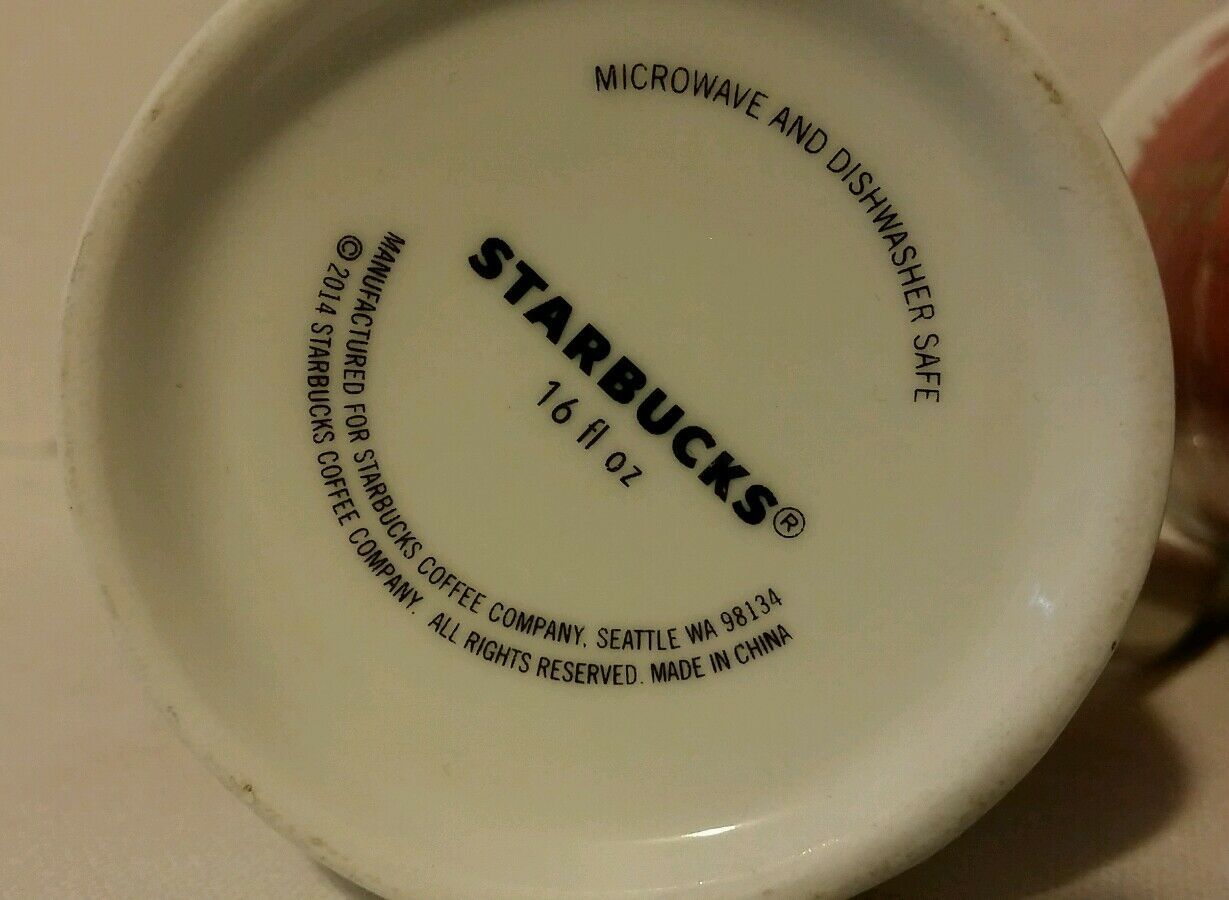 MICROWAVE AND DISHWASHER SAFE
STARBUCKS®
16 fl oz
MANUFACTURED FOR STARBUCKS COFFEE COMPANY, SEATTLE WA 98134
© 2014 STARBUCKS COFFEE COMPANY. ALL RIGHTS RESERVED. MADE IN CHINA